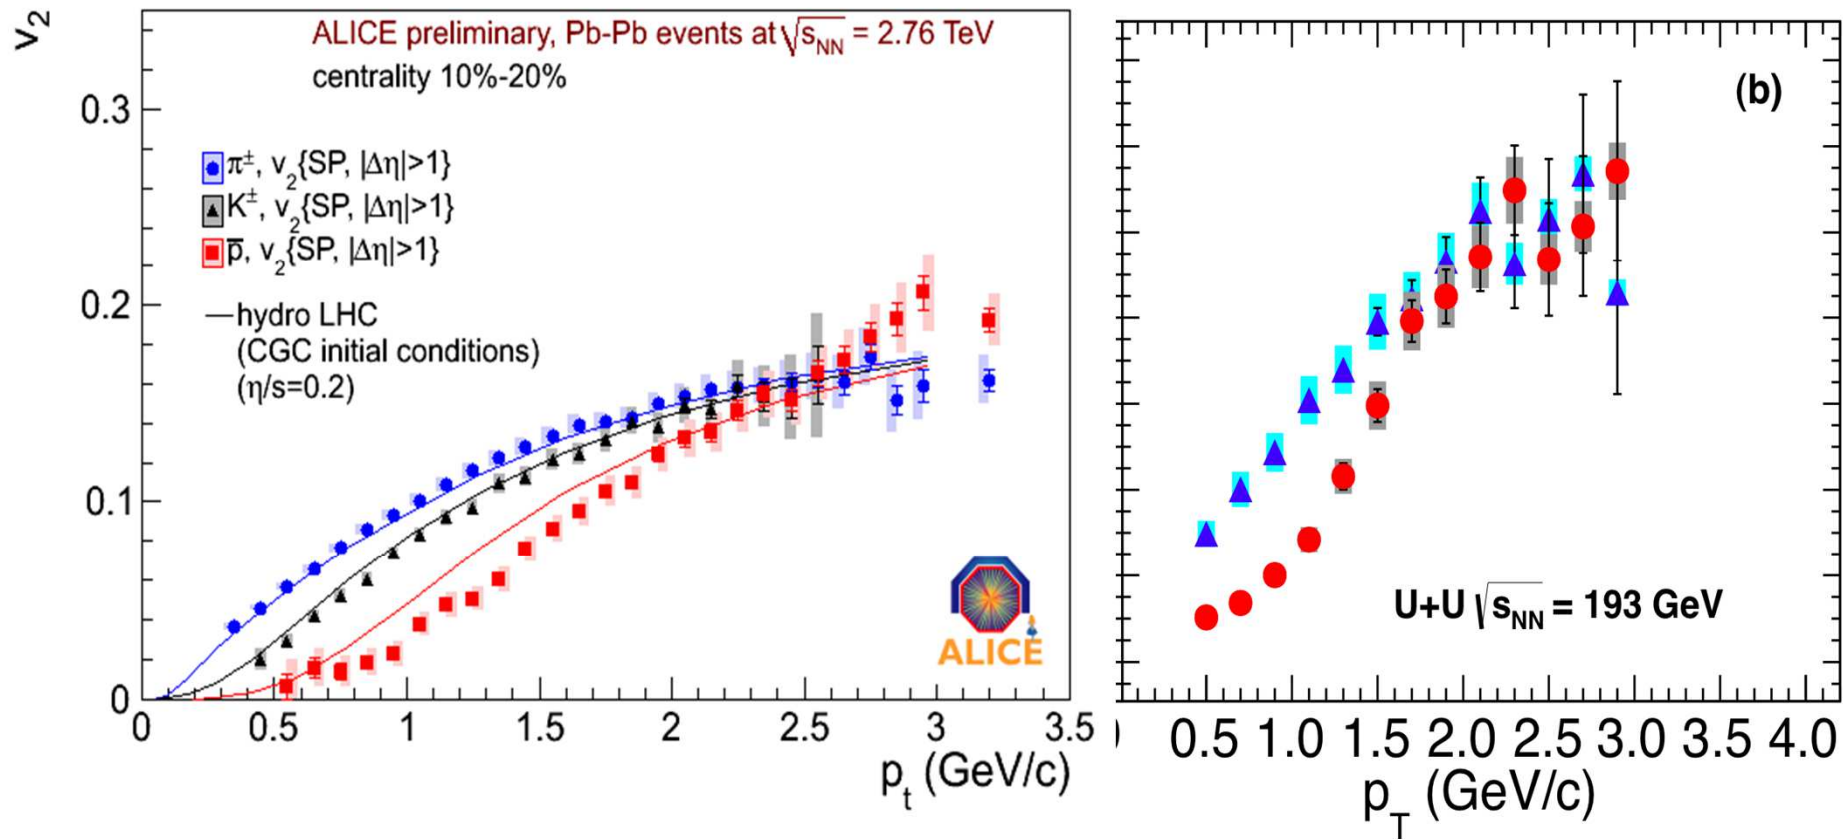 v2
ALICE preliminary, Pb-Pb events at √sNN = 2.76 TeV
centrality 10%-20%
π±, v2{SP, |Δη|>1}
K±, v2{SP, |Δη|>1}
p̅, v2{SP, |Δη|>1}
hydro LHC
(CGC initial conditions)
(η/s=0.2)
0.3
0.2
0.1
0
ALICE
0 0.5 1 1.5 2 2.5 3 3.5
pt (GeV/c)
(b)
U+U √sNN = 193 GeV
0.5 1.0 1.5 2.0 2.5 3.0 3.5 4.0
pT (GeV/c)